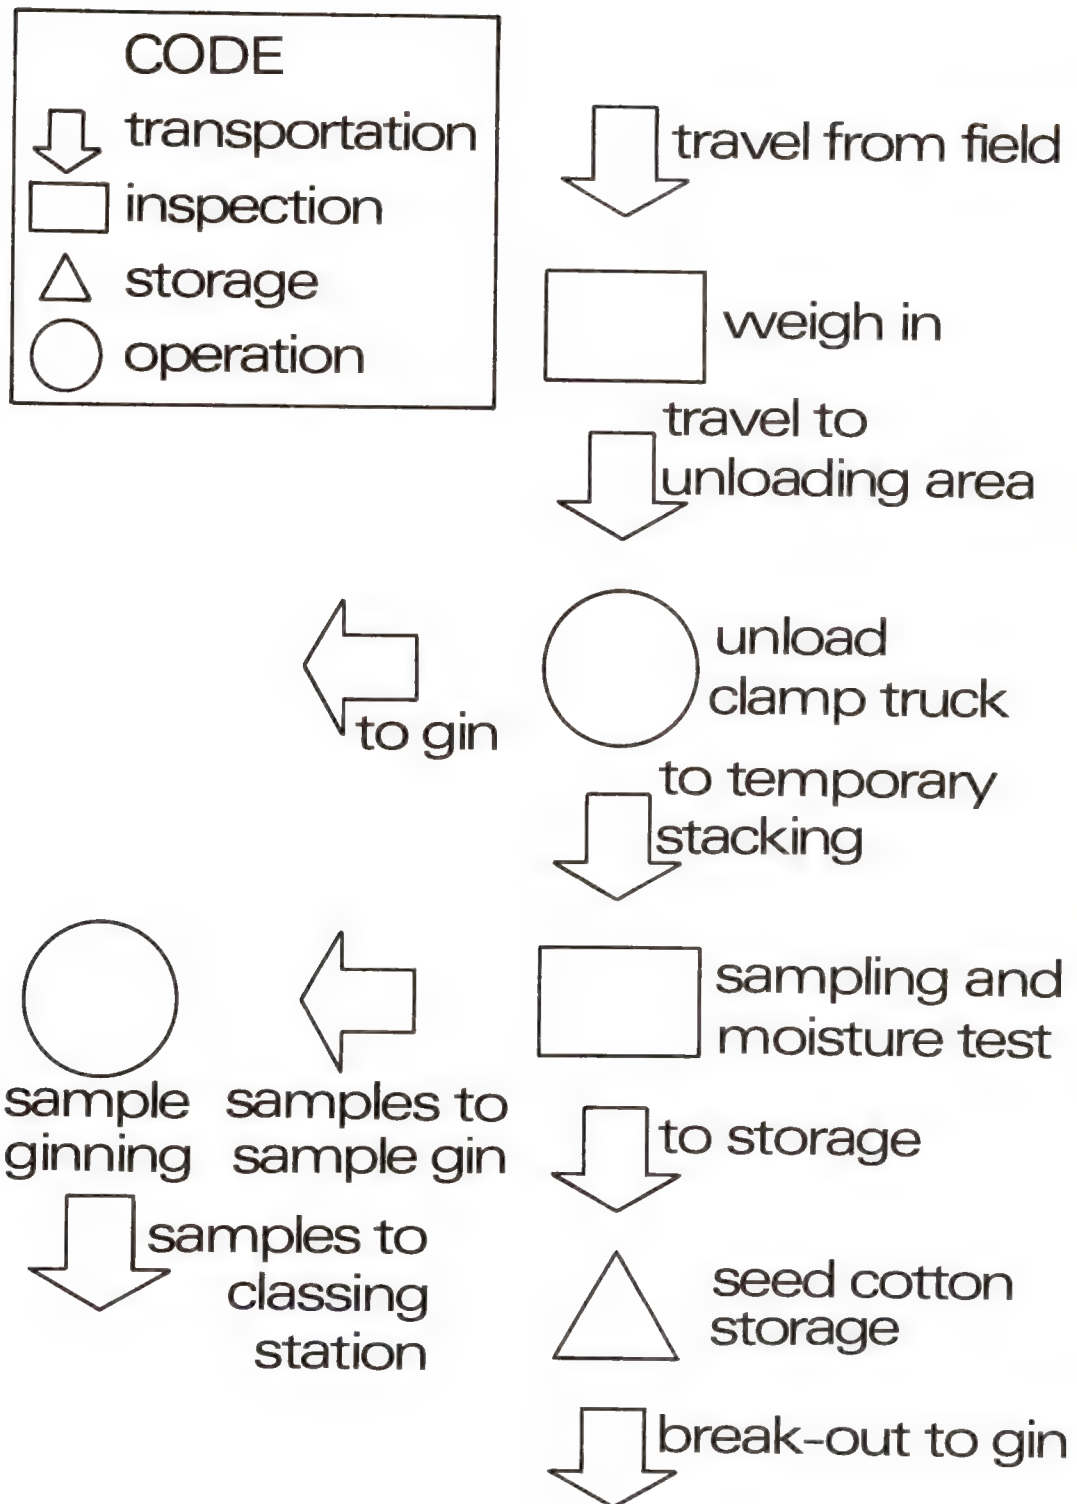 CODE
transportation
inspection
storage
operation
travel from field
weigh in
travel to
unloading area
unload
clamp truck
to gin
to temporary
stacking
sampling and
moisture test
sample
ginning
samples to
sample gin
to storage
samples to
classing
station
seed cotton
storage
break-out to gin